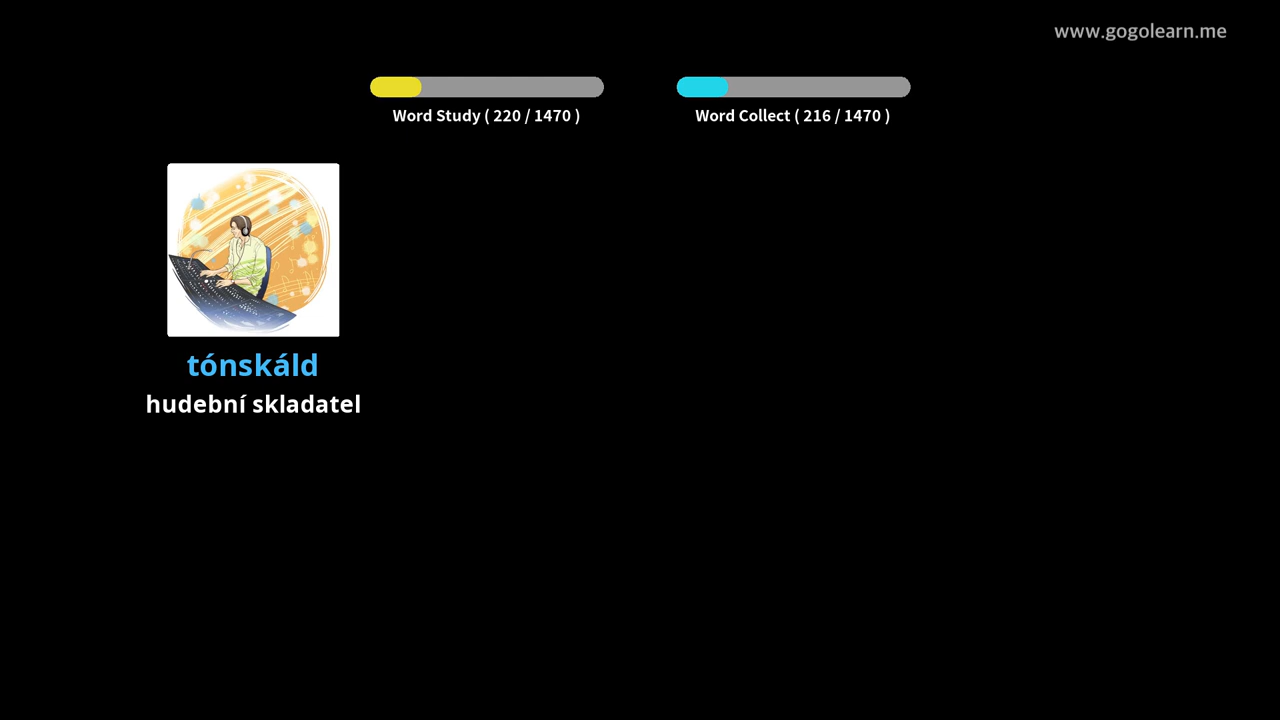 www.gogolearn.me
Word Study ( 220 / 1470 )
Word Collect ( 216 / 1470 )
tónskáld
hudební skladatel